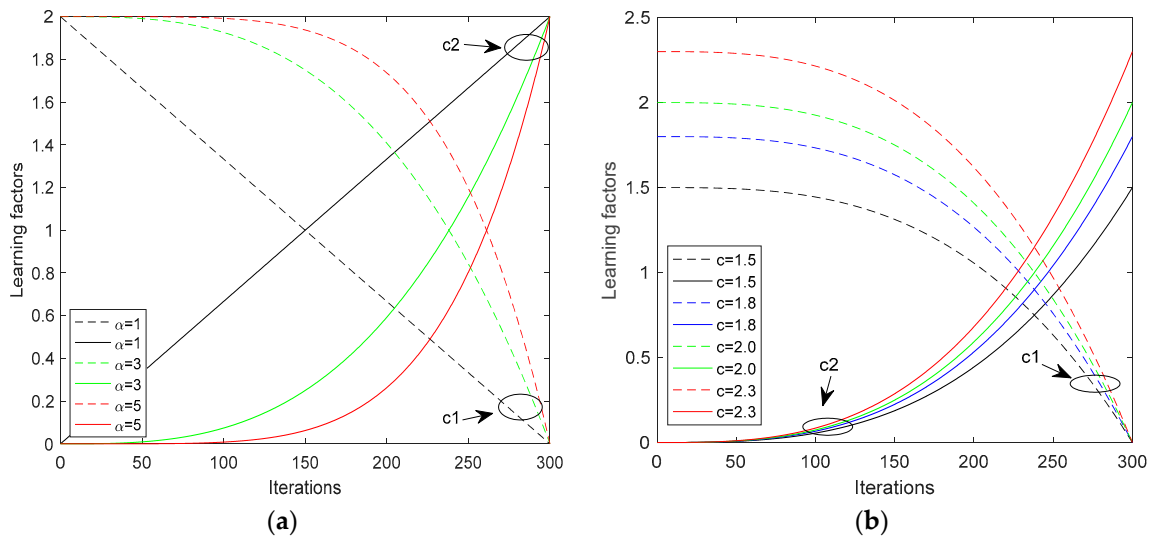 2
1.8
1.6
1.4
1.2
1
0.8
0.6
0.4
0.2
0
Learning factors
c2
c1
α=1
α=1
α=3
α=3
α=5
α=5
0 50 100 150 200 250 300
Iterations
(a)
2.5
2
1.5
1
0.5
0
Learning factors
c=1.5
c=1.5
c=1.8
c=1.8
c=2.0
c=2.0
c=2.3
c=2.3
c2
c1
0 50 100 150 200 250 300
Iterations
(b)